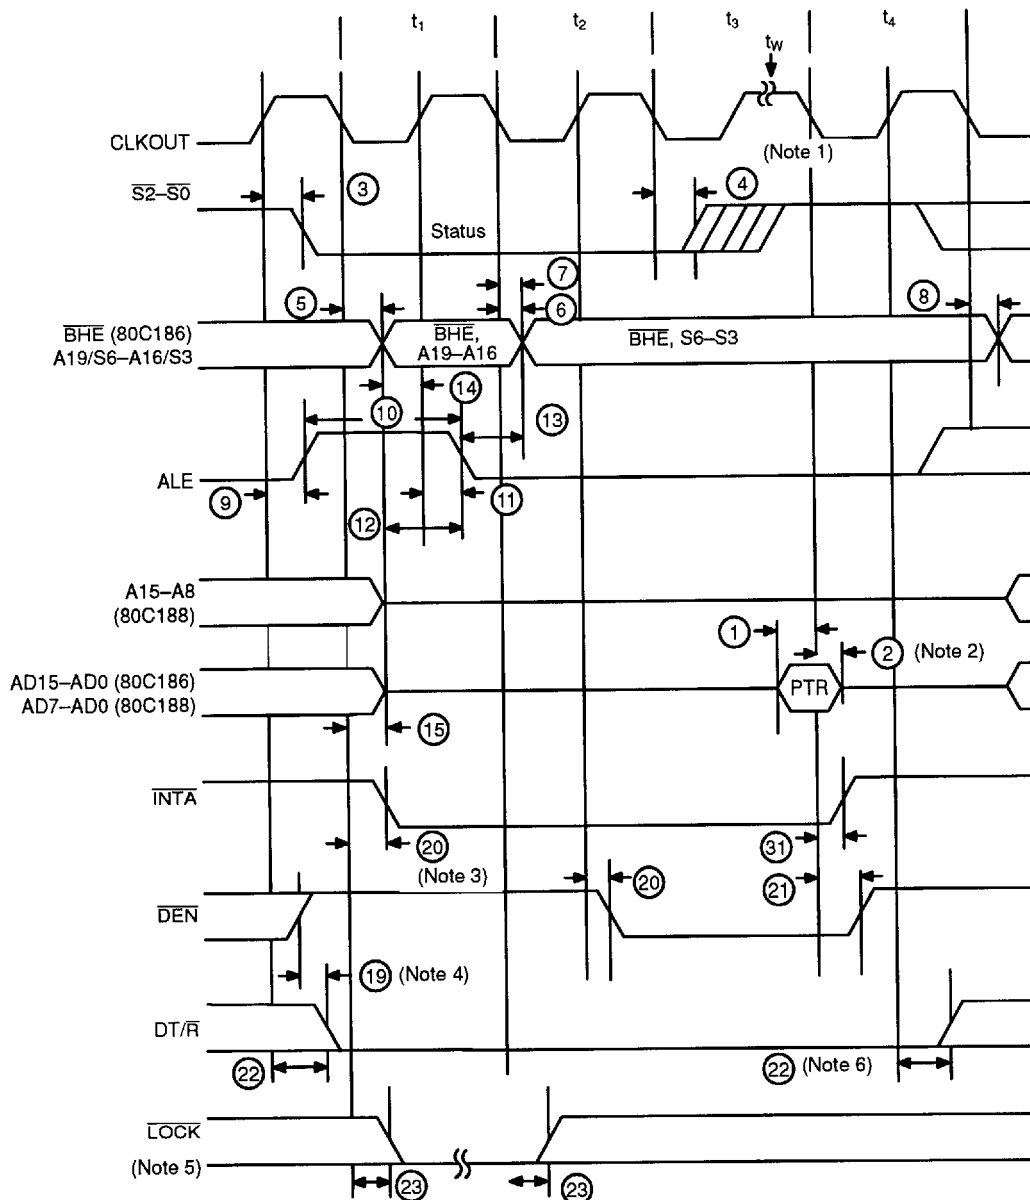 t1 t2 t3 t4
tW
CLKOUT
(Note 1)
S2–S0
3
4
Status
7
5
6
8
BHE (80C186)
A19/S6–A16/S3
BHE,
A19–A16
BHE, S6–S3
14
10
13
ALE
9
11
12
A15–A8
(80C188)
1
2 (Note 2)
AD15–AD0 (80C186)
AD7–AD0 (80C188)
PTR
15
INTA
20
31
(Note 3)
20
21
DEN
19 (Note 4)
DT/R
22
22 (Note 6)
LOCK
(Note 5)
23
23